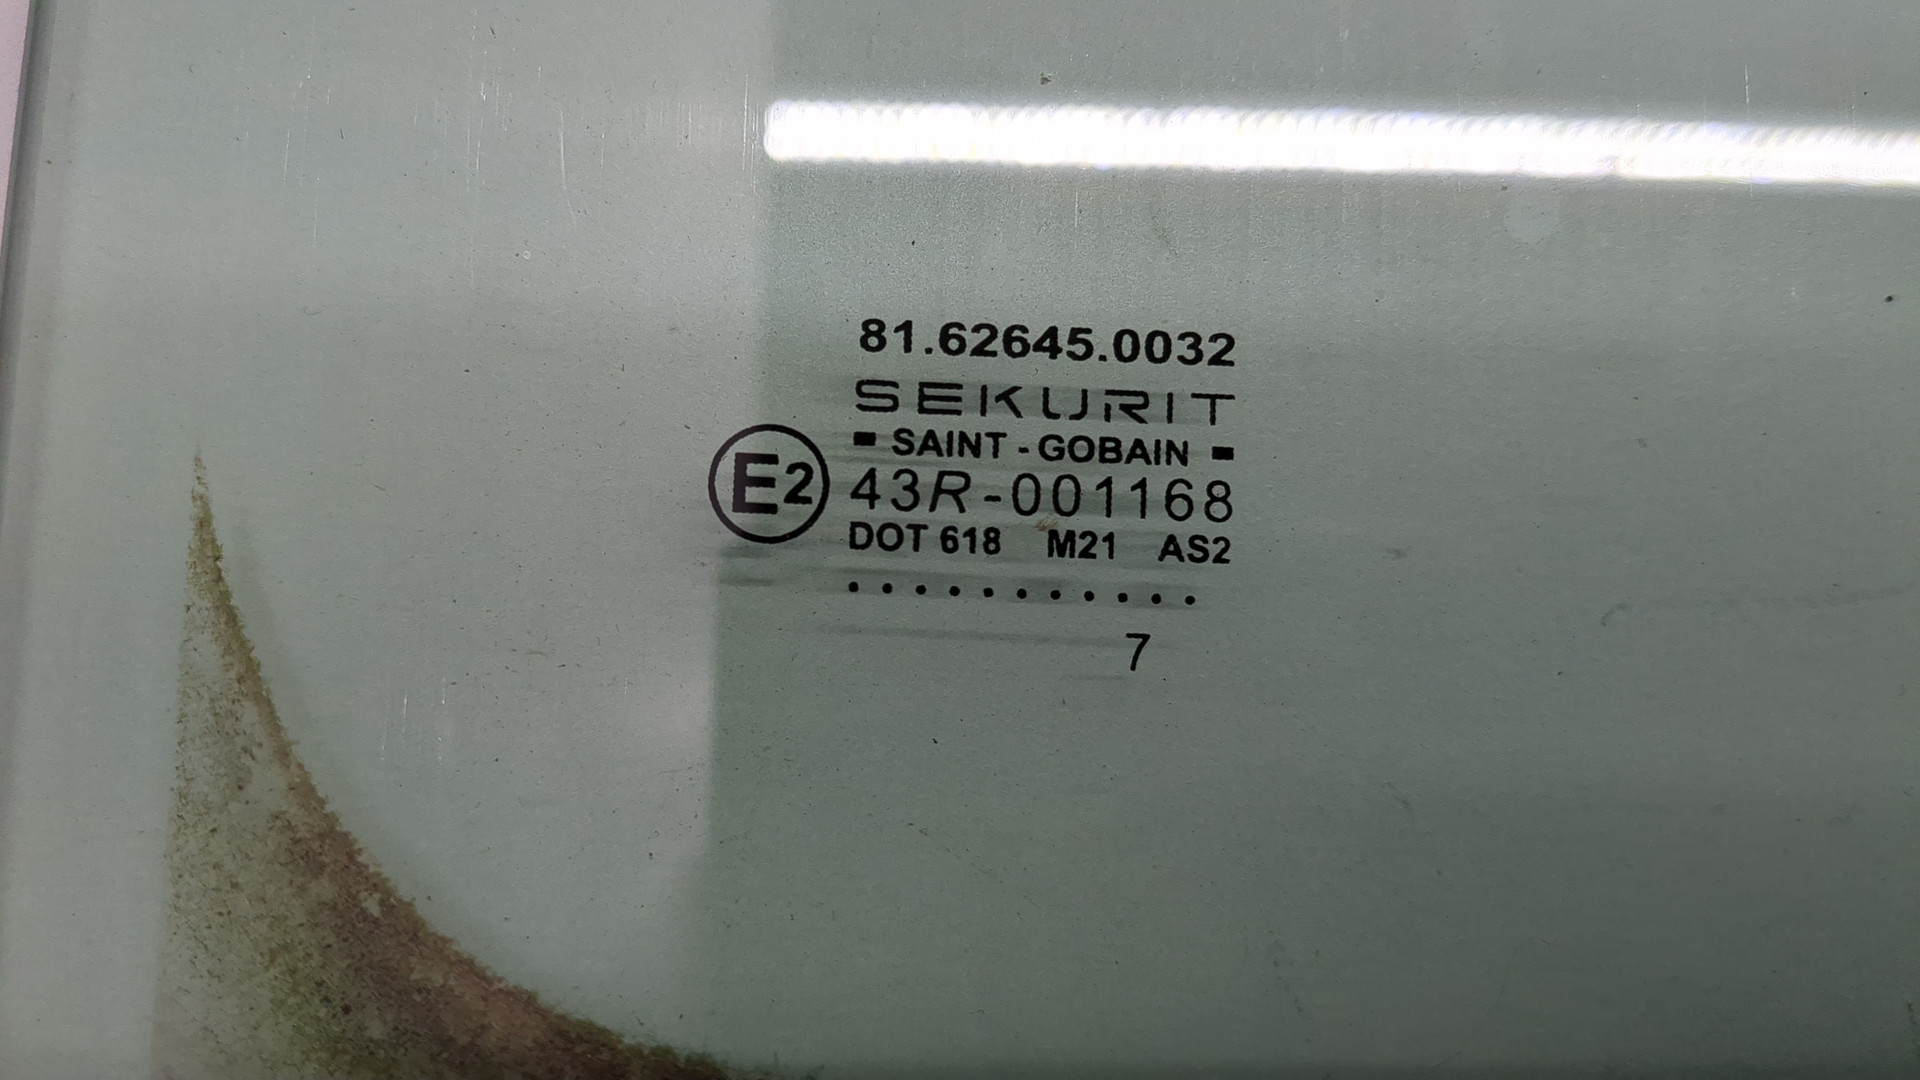 81.62645.0032
SEKURIT
SAINT-GOBAIN
E2 43R-001168
DOT 618 M21 AS2
...........
7